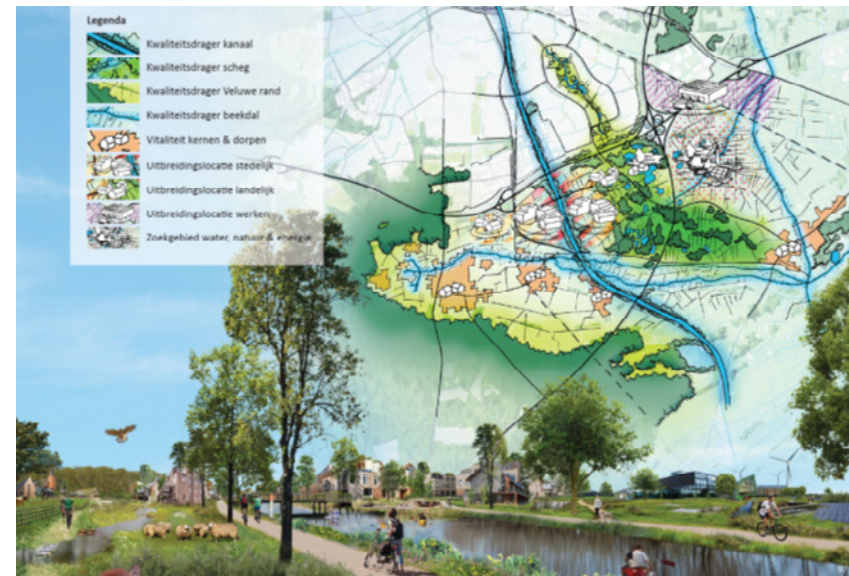 Legenda
Kwaliteitsdrager kanaal
Kwaliteitsdrager scheg
Kwaliteitsdrager Veluwe rand
Kwaliteitsdrager beekdal
Vitaliteit kernen & dorpen
Uitbreidingslocatie stedelijk
Uitbreidingslocatie landelijk
Uitbreidingslocatie werken
Zoekgebied water, natuur & energie